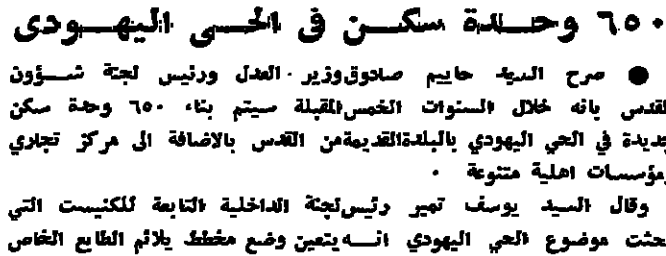 ٦٥٠ وحدة سكن في الحي اليهودي
● صرح السيد حاييم صادوق وزير العدل ورئيس لجنة شؤون
القدس بانه خلال السنوات الخمس المقبلة سيتم بناء ٦٥٠ وحدة سكن
جديدة في الحي اليهودي بالبلدة القديمة من القدس بالاضافة الى مركز تجاري
ومؤسسات اهلية متنوعة .
وقال السيد يوسف تمير رئيس لجنة الداخلية التابعة للكنيست التي
بحثت موضوع الحي اليهودي انه يتعين وضع مخطط يلائم الطابع الخاص